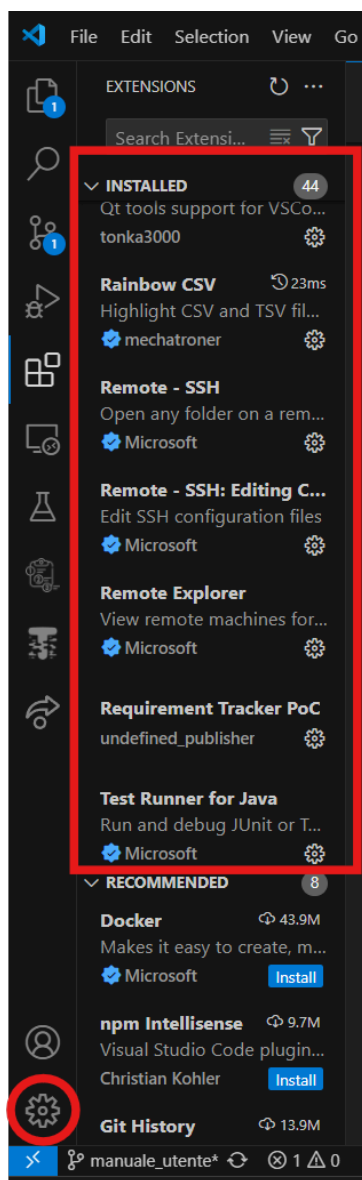 File Edit Selection View Go
EXTENSIONS
1
Search Extensi...
INSTALLED 44
Qt tools support for VSCo...
tonka3000
1
Rainbow CSV 23ms
Highlight CSV and TSV fil...
mechatroner
Remote - SSH
Open any folder on a rem...
Microsoft
Remote - SSH: Editing C...
Edit SSH configuration files
Microsoft
Remote Explorer
View remote machines for...
Microsoft
Requirement Tracker PoC
undefined_publisher
Test Runner for Java
Run and debug JUnit or T...
Microsoft
RECOMMENDED 8
Docker 43.9M
Makes it easy to create, m...
Microsoft Install
npm Intellisense 9.7M
Visual Studio Code plugin...
Christian Kohler Install
Git History 13.9M
manuale_utente* 1 0